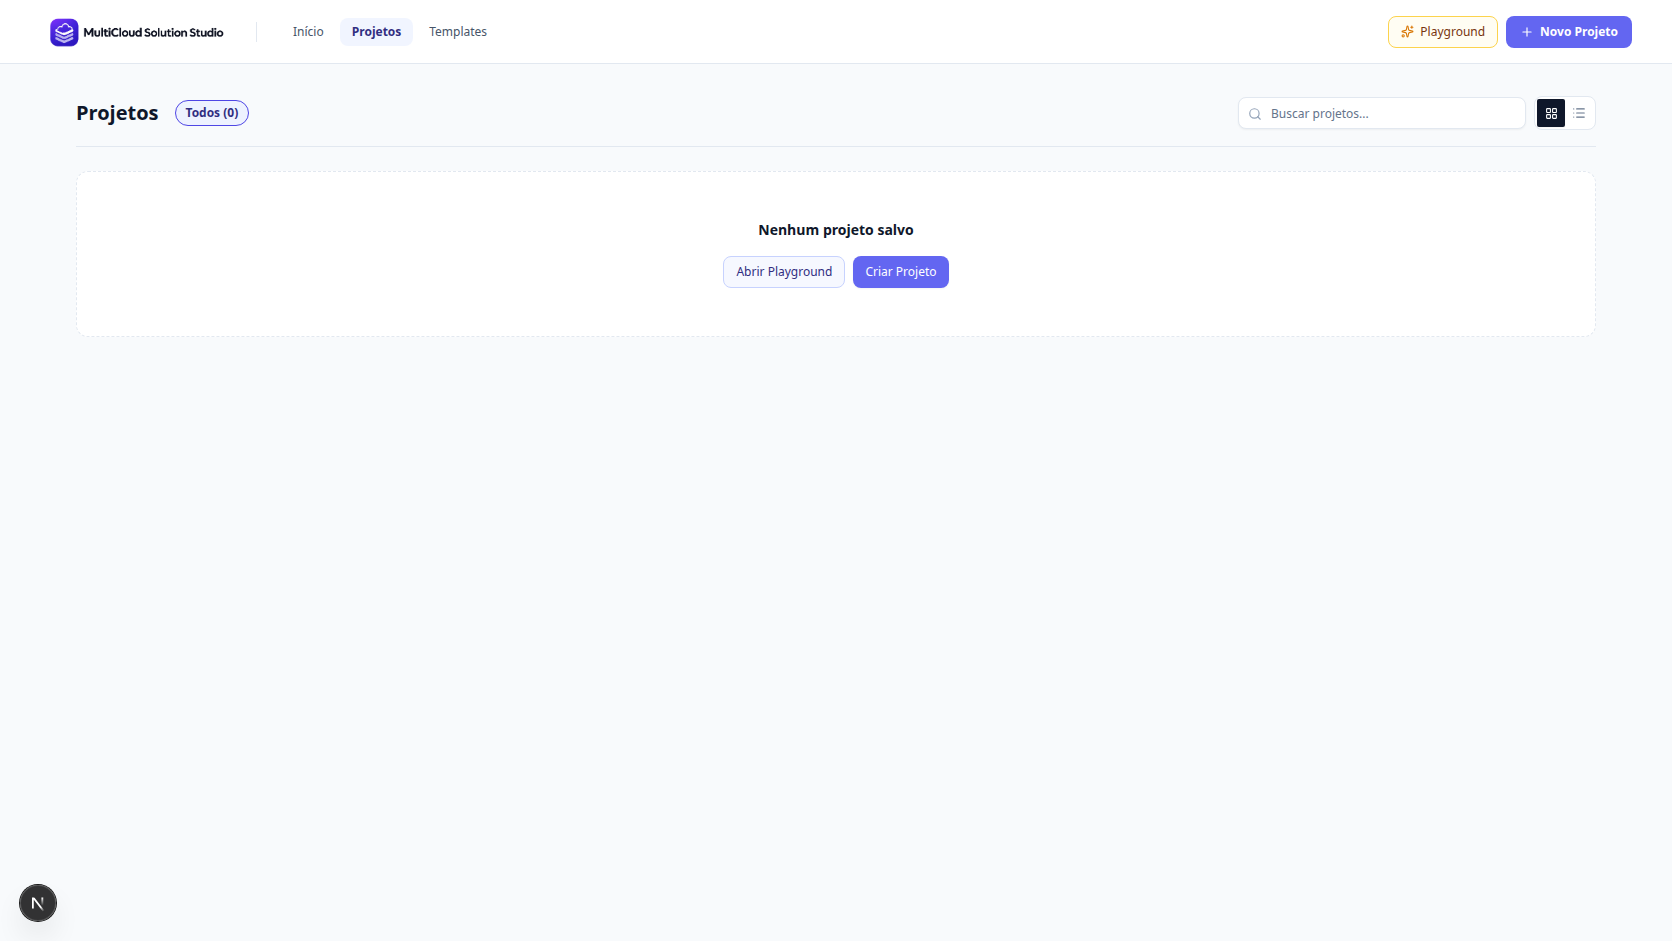 MultiCloud Solution Studio
Início
Projetos
Templates
Playground
Novo Projeto
Projetos
Todos (0)
Buscar projetos...
Nenhum projeto salvo
Abrir Playground
Criar Projeto
N